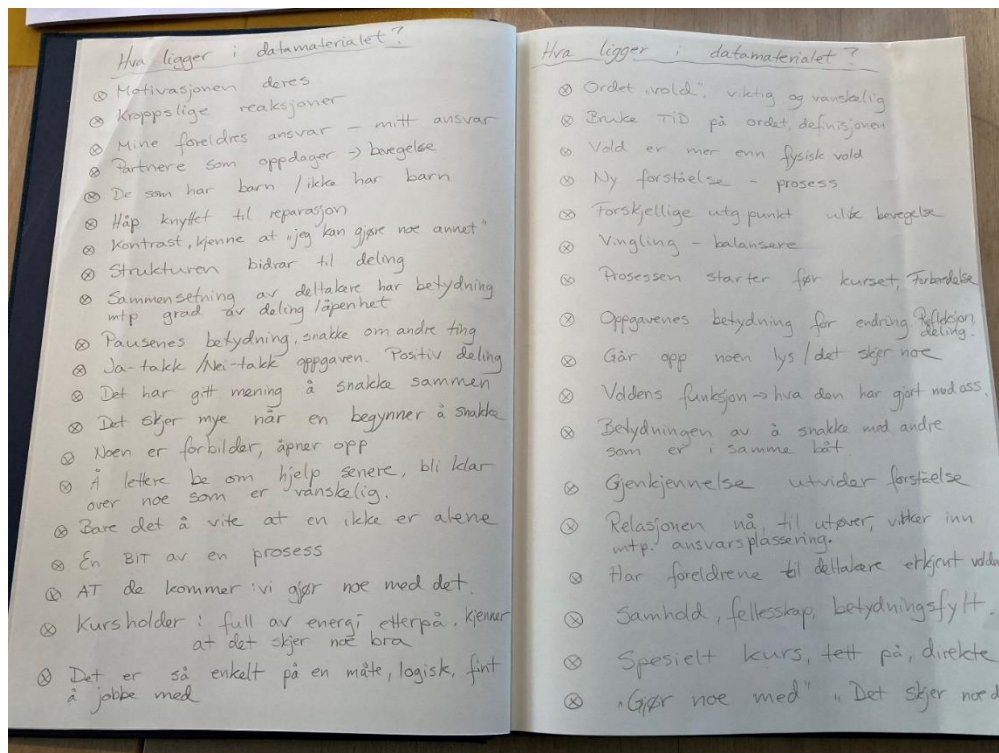 Hva ligger i datamaterialet?
⊗ Motivasjonen deres
⊗ Kroppslige reaksjoner
⊗ Mine foreldres ansvar – mitt ansvar
⊗ Partnere som oppdager → bevegelse
⊗ De som har barn / ikke har barn
⊗ Håp knyttet til reparasjon
⊗ Kontrast, kjenne at "jeg kan gjøre noe annet"
⊗ Strukturen bidrar til deling
⊗ Sammensetning av deltakere har betydning
mtp grad av deling /åpenhet
⊗ Pausenes betydning, snakke om andre ting
⊗ Ja-takk /Nei-takk oppgaven. Positiv deling
⊗ Det har gitt mening å snakke sammen
⊗ Det skjer mye når en begynner å snakke
⊗ Noen er forbilder, åpner opp
⊗ Å lettere be om hjelp senere, bli klar
over noe som er vanskelig.
⊗ Bare det å vite at en ikke er alene
⊗ En BIT av en prosess
⊗ AT de kommer : vi gjør noe med det.
⊗ Kursholder : full av energi etterpå. Kjenner
at det skjer noe bra
⊗ Det er så enkelt på en måte, logisk, fint
å jobbe med
Hva ligger i datamaterialet?
⊗ Ordet "vold", viktig og vanskelig
⊗ Bruke TID på ordet, definisjonen
⊗ Vold er mer enn fysisk vold
⊗ Ny forståelse – prosess
⊗ Forskjellige utg punkt ulik bevegelse
⊗ Vingling – balansere
⊗ Prosessen starter før kurset, Forberedelse
⊗ Oppgavenes betydning for endring Refleksjon
deling.
⊗ Går opp noen lys / det skjer noe
⊗ Voldens funksjon → hva den har gjort med oss.
⊗ Betydningen av å snakke med andre
som er i samme båt.
⊗ Gjenkjennelse utvider forståelse
⊗ Relasjonen nå, til utøver, virker inn
mtp. ansvarsplassering.
⊗ Har foreldrene til deltakere erkjent
⊗ Samhold, fellesskap, betydningsfylt.
⊗ Spesielt kurs, tett på, direkte
⊗ "Gjør noe med" "Det skjer noe